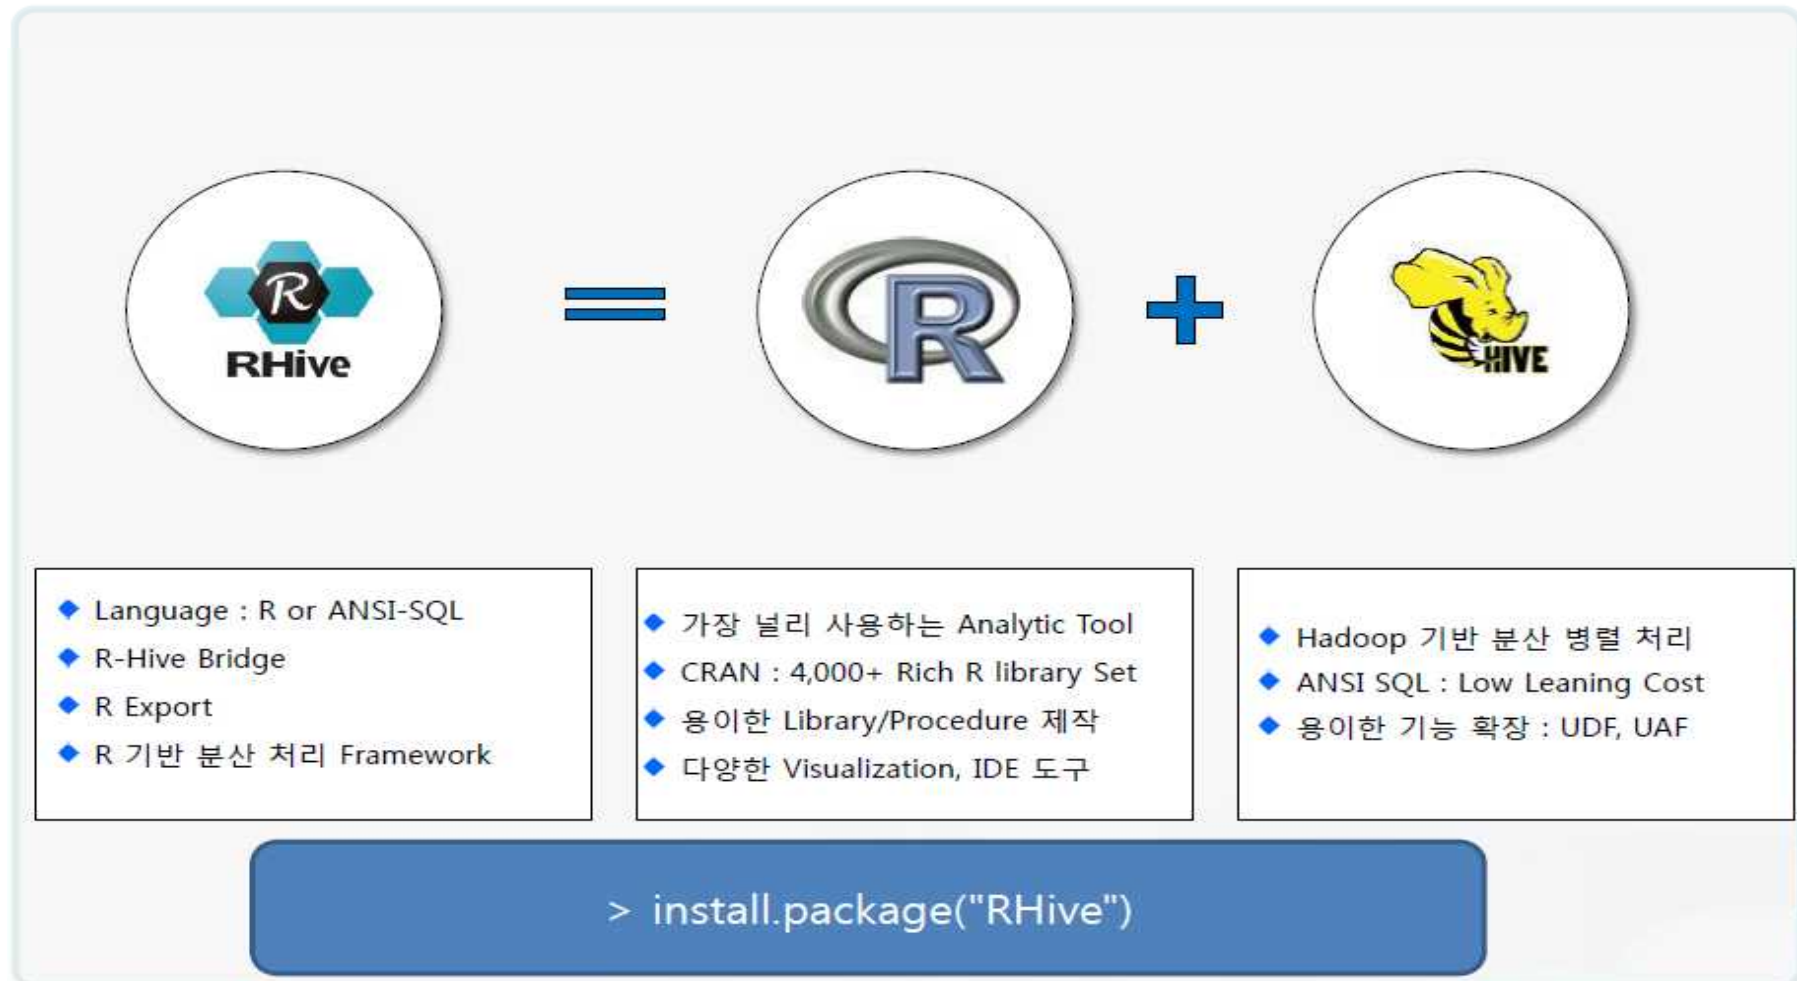 R
RHive
R
HIVE
Language : R or ANSI-SQL
R-Hive Bridge
R Export
R 기반 분산 처리 Framework
가장 널리 사용하는 Analytic Tool
CRAN : 4,000+ Rich R library Set
용이한 Library/Procedure 제작
다양한 Visualization, IDE 도구
Hadoop 기반 분산 병렬 처리
ANSI SQL : Low Leaning Cost
용이한 기능 확장 : UDF, UAF
> install.package("RHive")